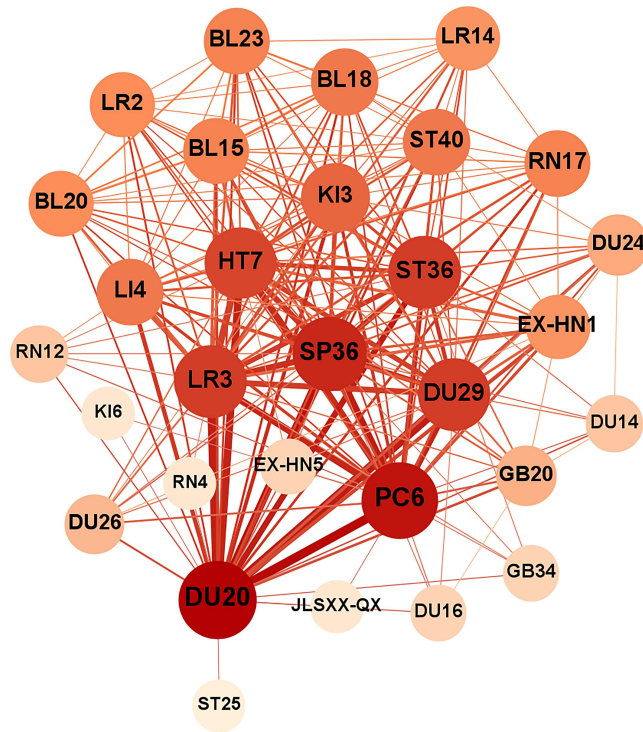 BL23
LR14
BL18
LR2
BL15
ST40
RN17
KI3
BL20
DU24
HT7
ST36
LI4
EX-HN1
SP36
RN12
LR3
DU29
KI6
DU14
EX-HN5
GB20
RN4
PC6
DU26
GB34
DU20
JLSXX-QX
DU16
ST25